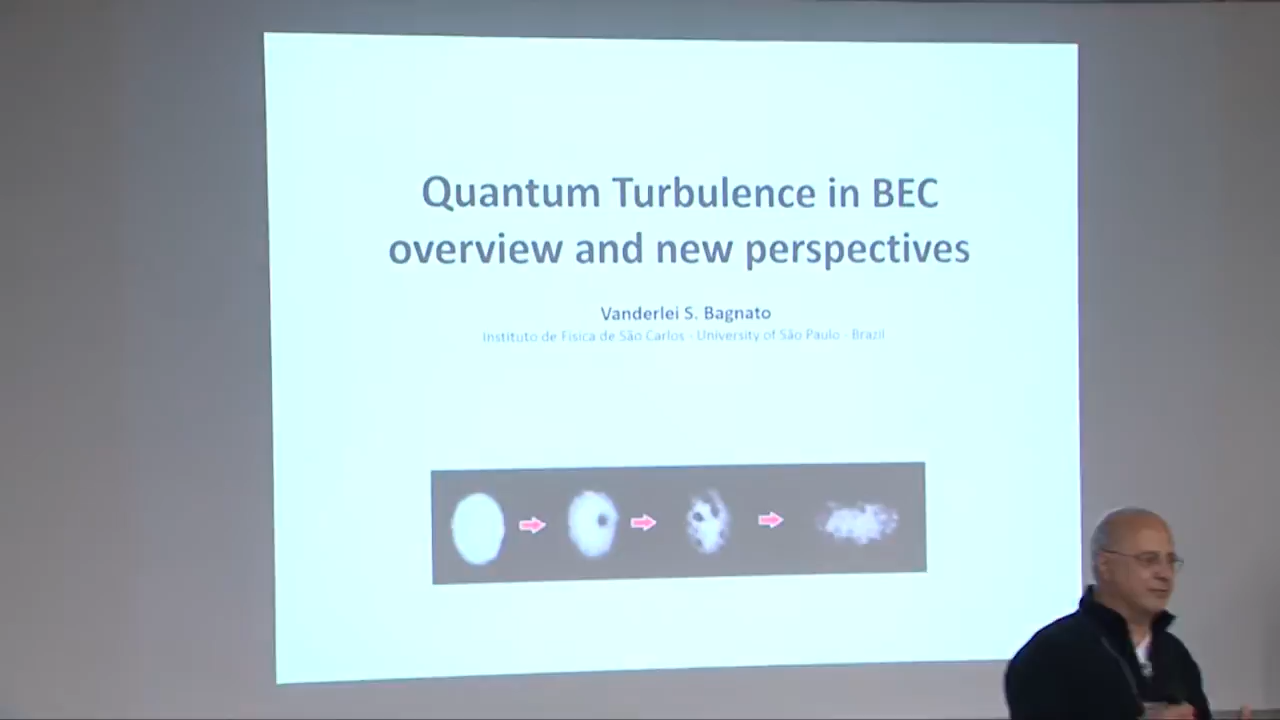 Quantum Turbulence in BEC
overview and new perspectives
Vanderlei S. Bagnato
Instituto de Física de São Carlos - University of São Paulo - Brazil